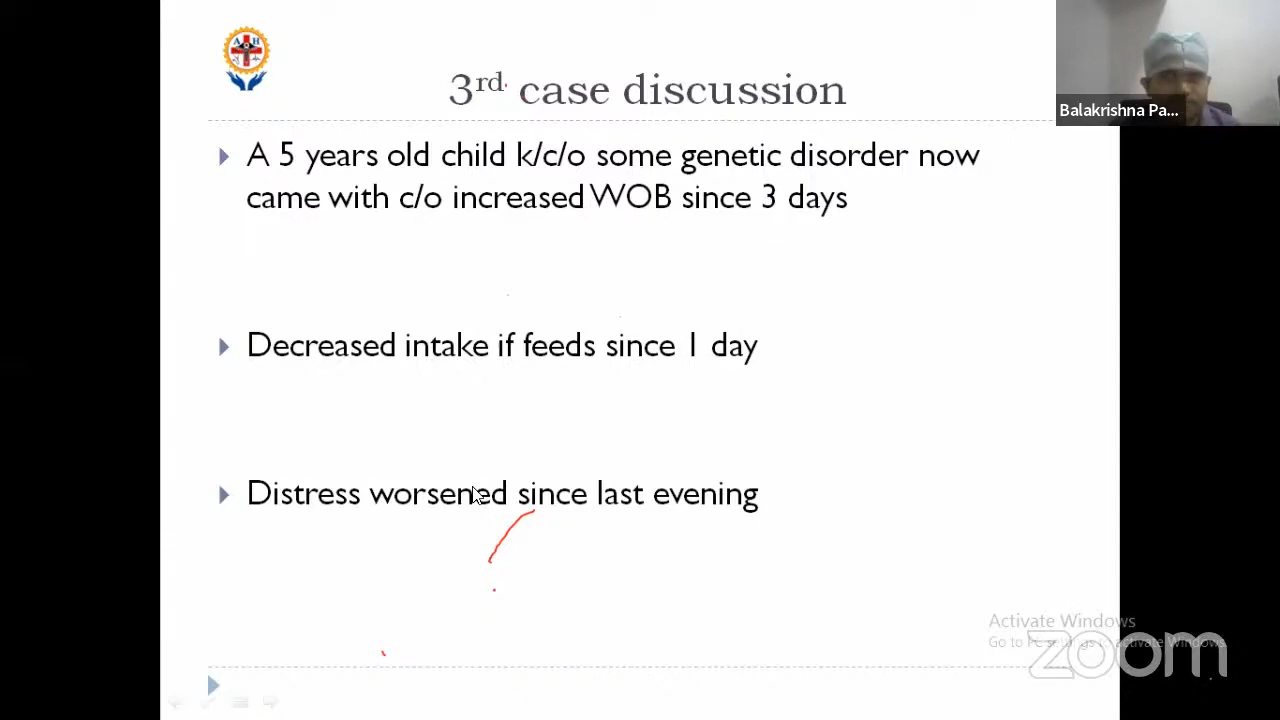 A H
3rd case discussion
Balakrishna Pa...
A 5 years old child k/c/o some genetic disorder now
came with c/o increased WOB since 3 days
Decreased intake if feeds since 1 day
Distress worsened since last evening
Activate Windows
Go to PC settings to activate Windows.
zoom